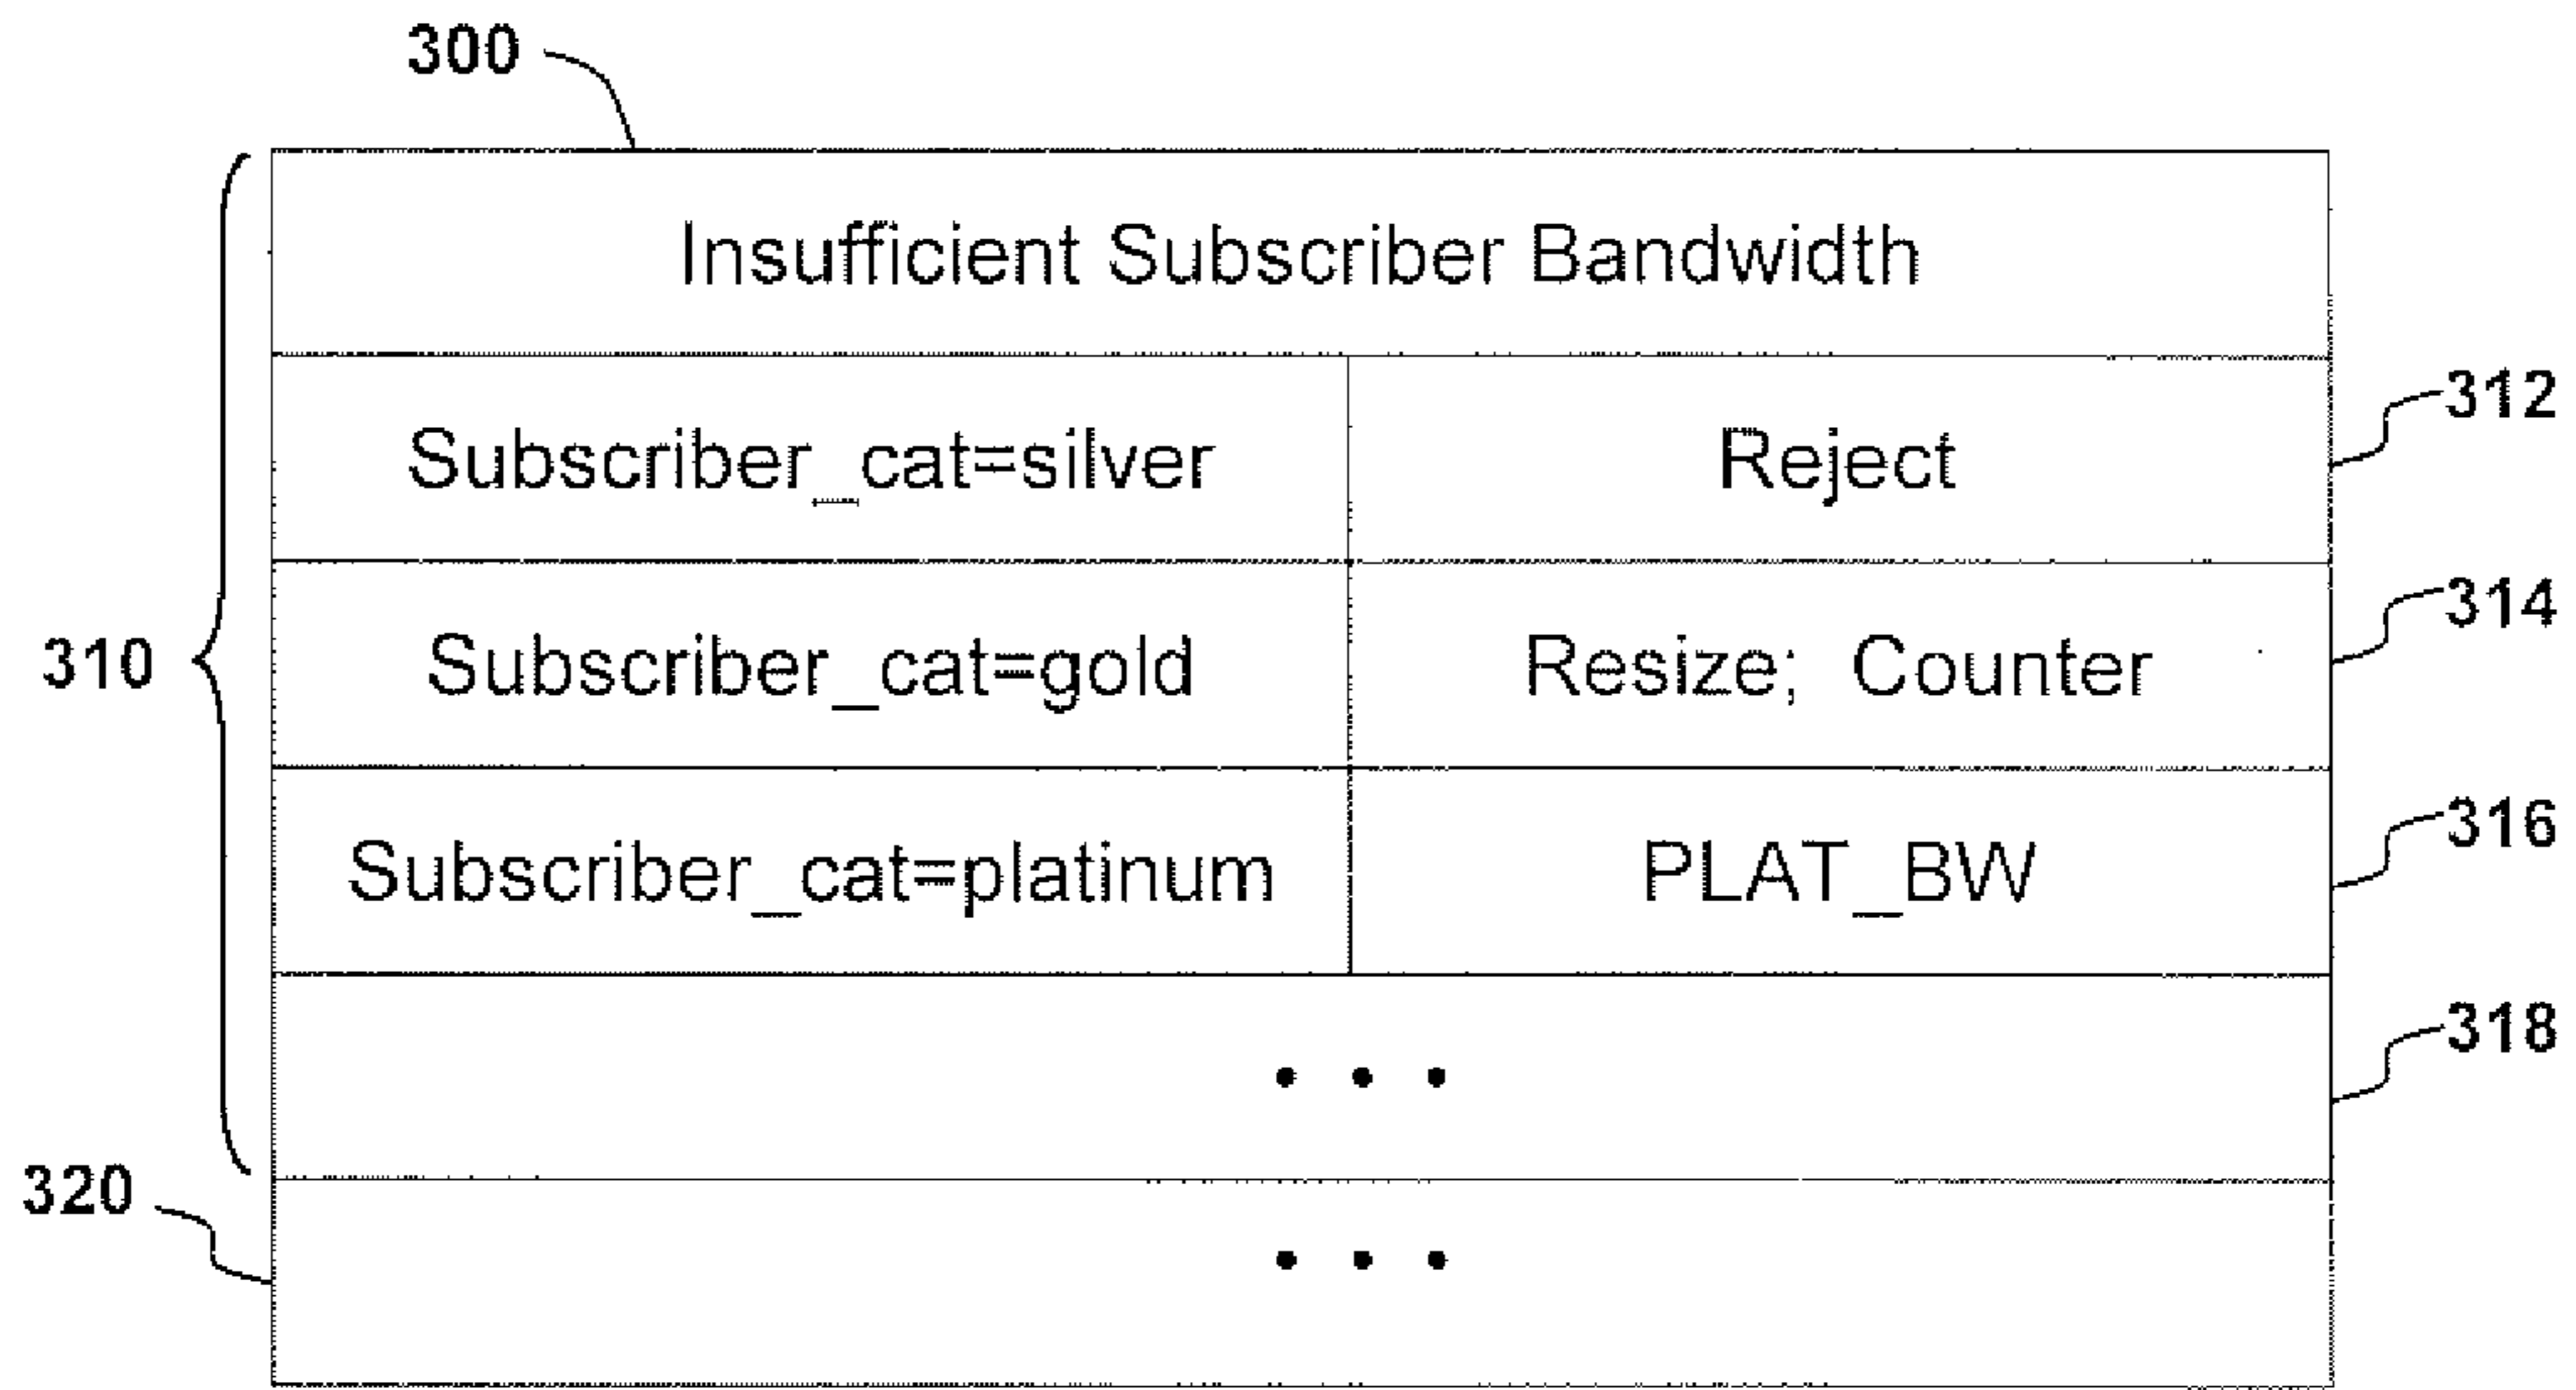 300
Insufficient Subscriber Bandwidth
Subscriber_cat=silver Reject 312
310 Subscriber_cat=gold Resize; Counter 314
Subscriber_cat=platinum PLAT_BW 316
• • • 318
320 • • •